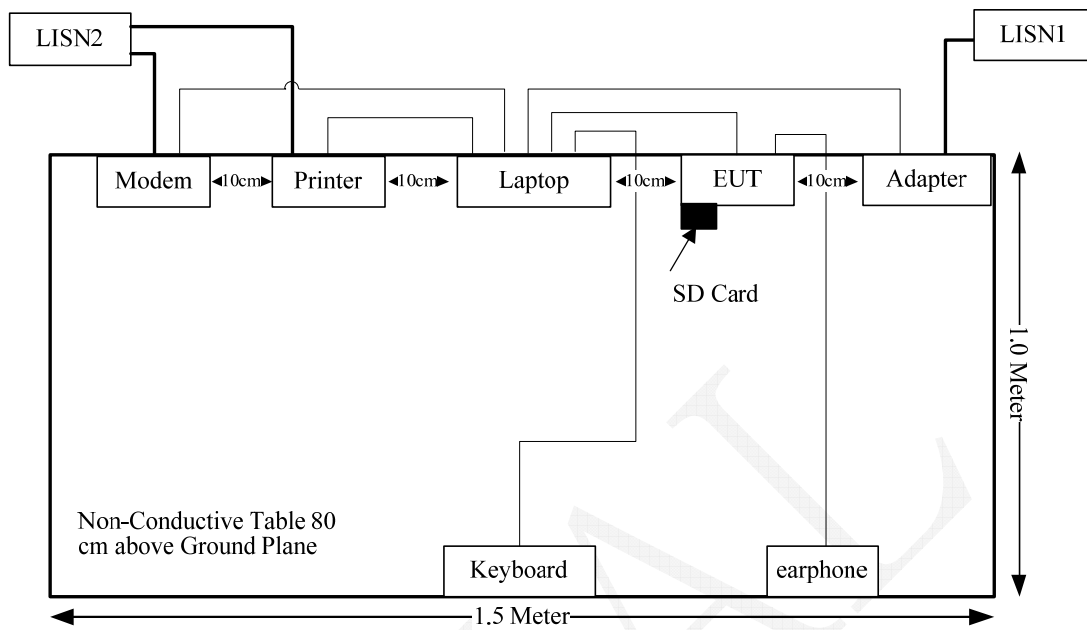 LISN2
LISN1
Modem
10cm
Printer
10cm
Laptop
10cm
EUT
10cm
Adapter
SD Card
1.0 Meter
Non-Conductive Table 80
cm above Ground Plane
Keyboard
earphone
1.5 Meter